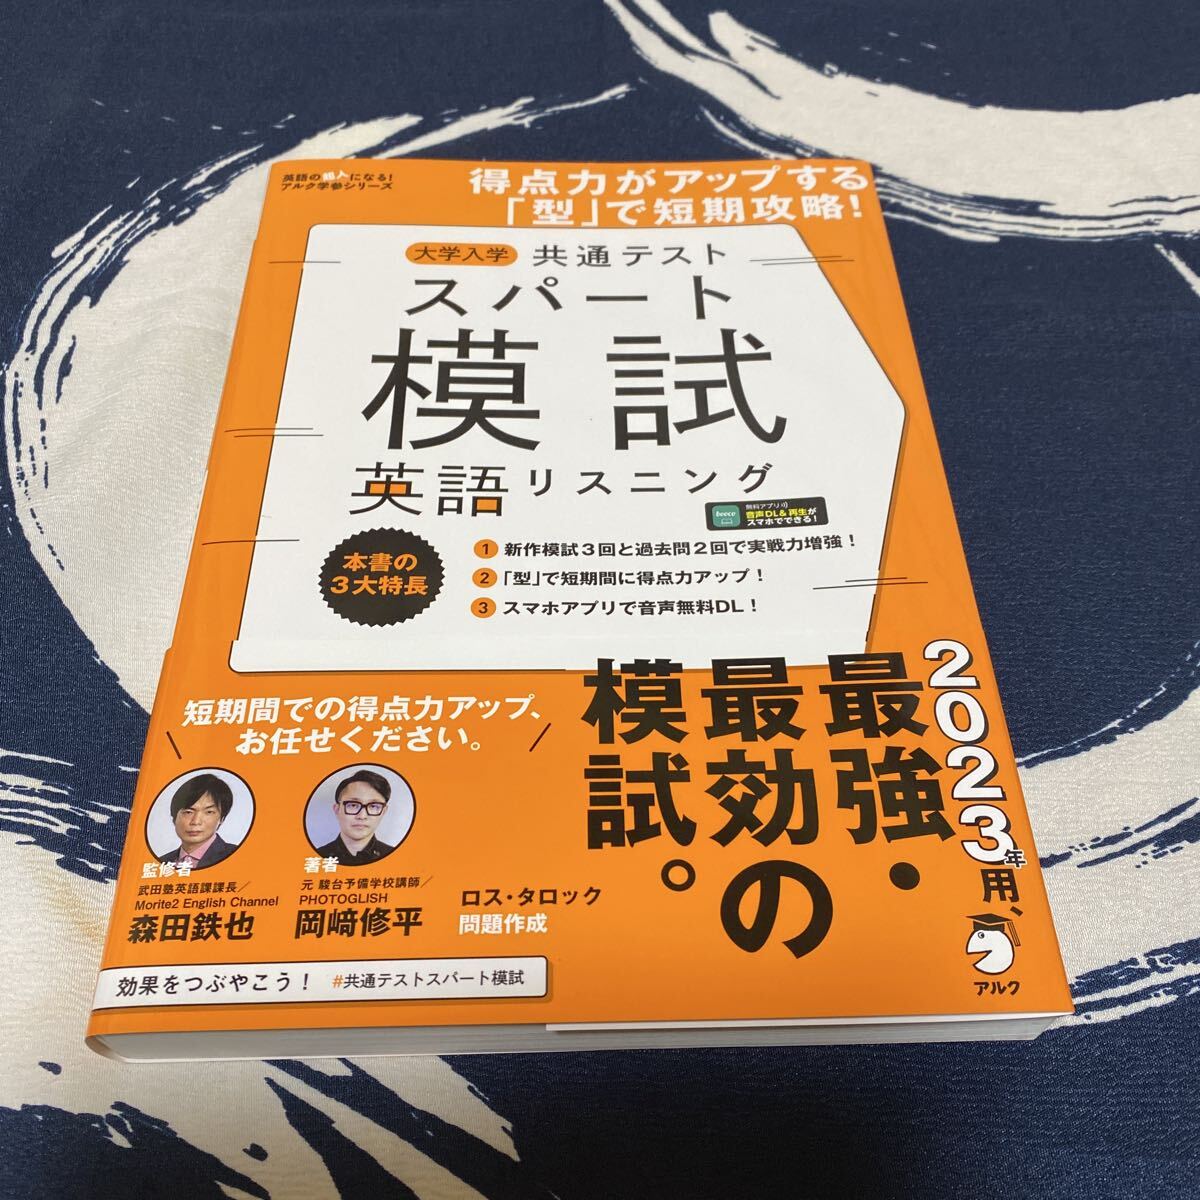 英語の超人になる!
アルク学参シリーズ
得点力がアップする
「型」で短期攻略!
大学入学 共通テスト
スパート
模試
英語リスニング
beeco
無料アプリ
音声DL&再生が
スマホでできる!
本書の
3大特長
1 新作模試3回と過去問2回で実戦力増強!
2 「型」で短期間に得点力アップ!
3 スマホアプリで音声無料DL!
2023年用、
最強・
最効の
模試。
短期間での得点力アップ、
お任せください。
監修者
武田塾英語課課長/
Morite2 English Channel
森田鉄也
著者
元 駿台予備学校講師/
PHOTOGLISH
岡﨑修平
ロス・タロック
問題作成
効果をつぶやこう! #共通テストスパート模試
アルク